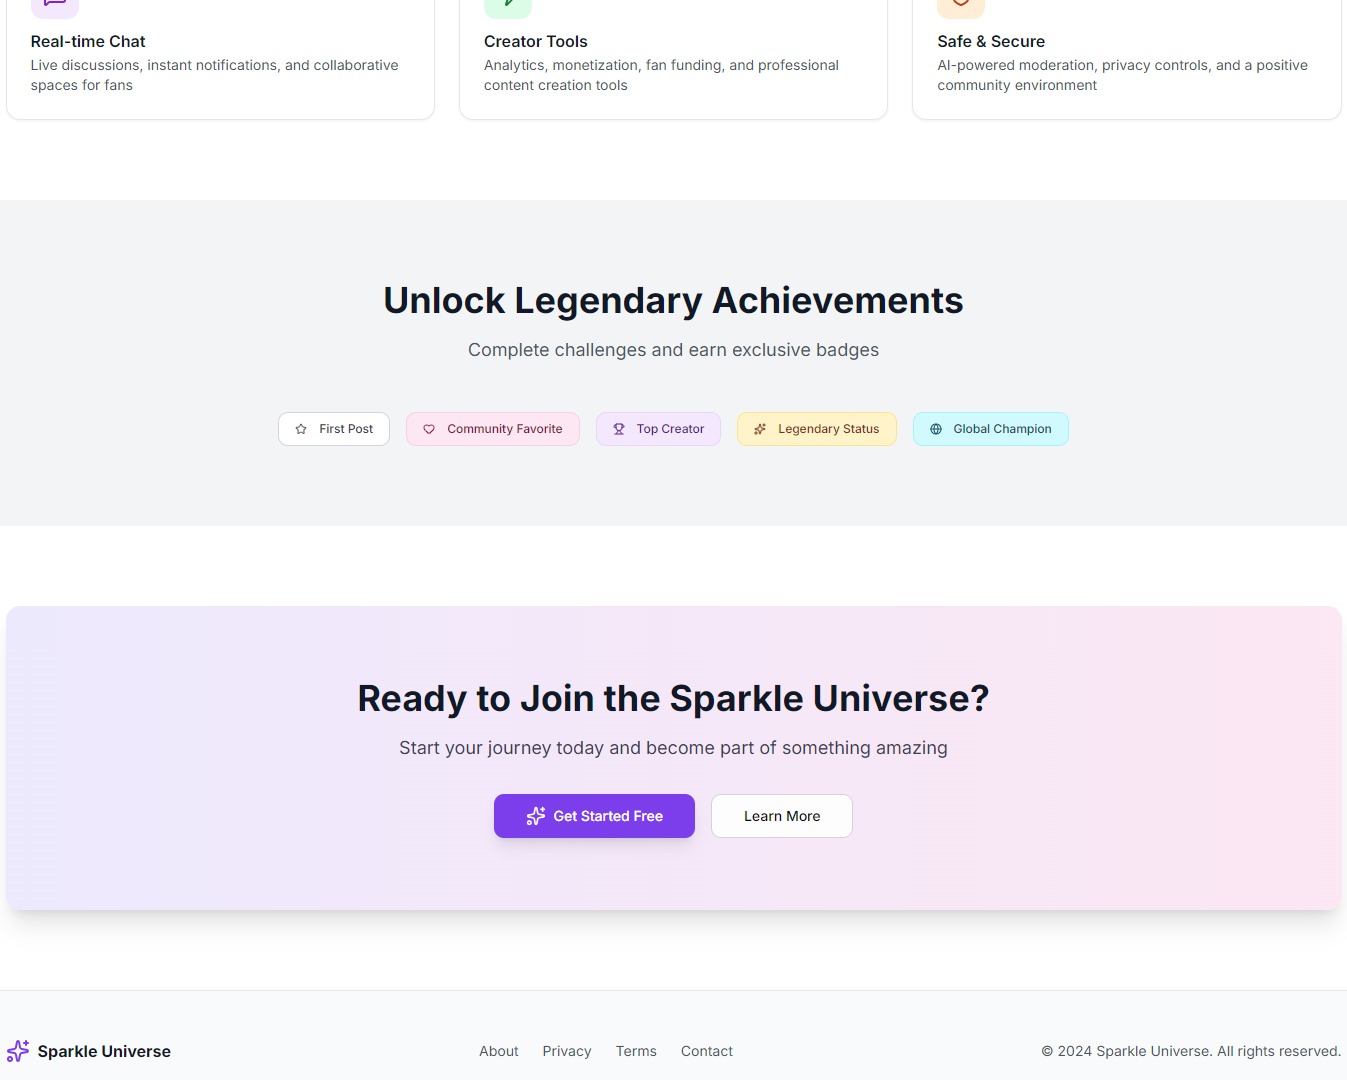 Real-time Chat
Live discussions, instant notifications, and collaborative
spaces for fans
Creator Tools
Analytics, monetization, fan funding, and professional
content creation tools
Safe & Secure
AI-powered moderation, privacy controls, and a positive
community environment
Unlock Legendary Achievements
Complete challenges and earn exclusive badges
First Post
Community Favorite
Top Creator
Legendary Status
Global Champion
Ready to Join the Sparkle Universe?
Start your journey today and become part of something amazing
Get Started Free
Learn More
Sparkle Universe
About
Privacy
Terms
Contact
© 2024 Sparkle Universe. All rights reserved.